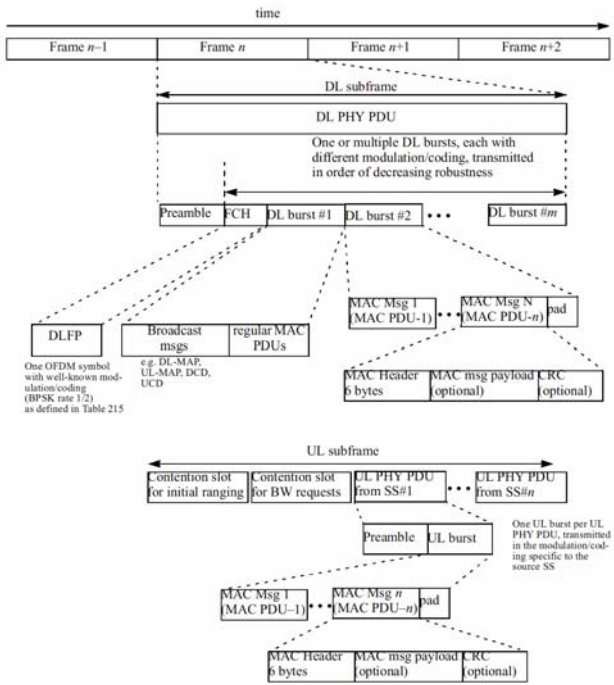 time
Frame n–1 Frame n Frame n+1 Frame n+2
DL subframe
DL PHY PDU
One or multiple DL bursts, each with
different modulation/coding, transmitted
in order of decreasing robustness
Preamble FCH DL burst #1 DL burst #2 ••• DL burst #m
DLFP
One OFDM symbol
with well-known mod-
ulation/coding
(BPSK rate 1/2)
as defined in Table 215
Broadcast
msgs
regular MAC
PDUs
e.g. DL-MAP,
UL-MAP, DCD,
UCD
MAC Msg 1
(MAC PDU-1)
•••
MAC Msg N
(MAC PDU-n)
pad
MAC Header
6 bytes
MAC msg payload
(optional)
CRC
(optional)
UL subframe
Contention slot
for initial ranging
Contention slot
for BW requests
UL PHY PDU
from SS#1
•••
UL PHY PDU
from SS#n
One UL burst per UL
PHY PDU, transmitted
in the modulation/cod-
ing specific to the
source SS
Preamble UL burst
MAC Msg 1
(MAC PDU–1)
•••
MAC Msg n
(MAC PDU–n)
pad
MAC Header
6 bytes
MAC msg payload
(optional)
CRC
(optional)